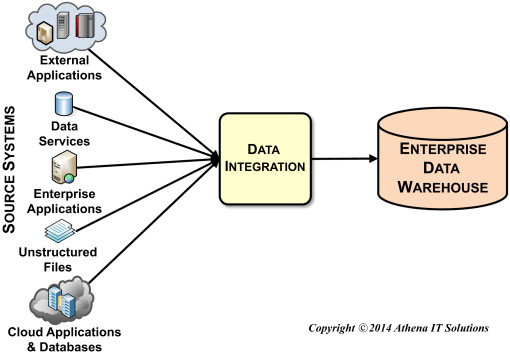 External
Applications
Data
Services
Enterprise
Applications
Unstructured
Files
Cloud Applications
& Databases
SOURCE SYSTEMS
DATA
INTEGRATION
ENTERPRISE
DATA
WAREHOUSE
Copyright © 2014 Athena IT Solutions